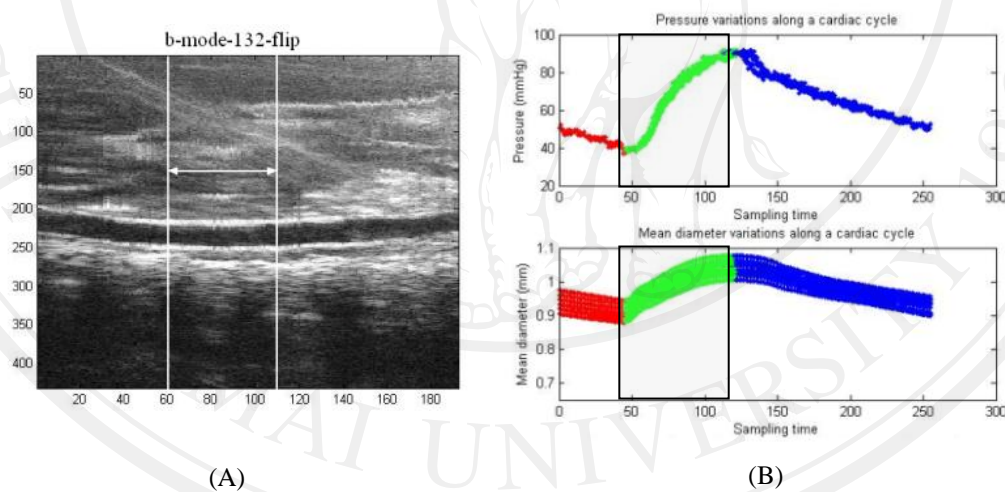 b-mode-132-flip
50
100
150
200
250
300
350
400
20 40 60 80 100 120 140 160 180
(A)
Pressure variations along a cardiac cycle
Pressure (mmHg)
100
80
60
40
20
0 50 100 150 200 250 300
Sampling time
Mean diameter variations along a cardiac cycle
Mean diameter (mm)
1.1
1
0.9
0.8
0.7
0 50 100 150 200 250 300
Sampling time
(B)
MAI UNIVERSITY